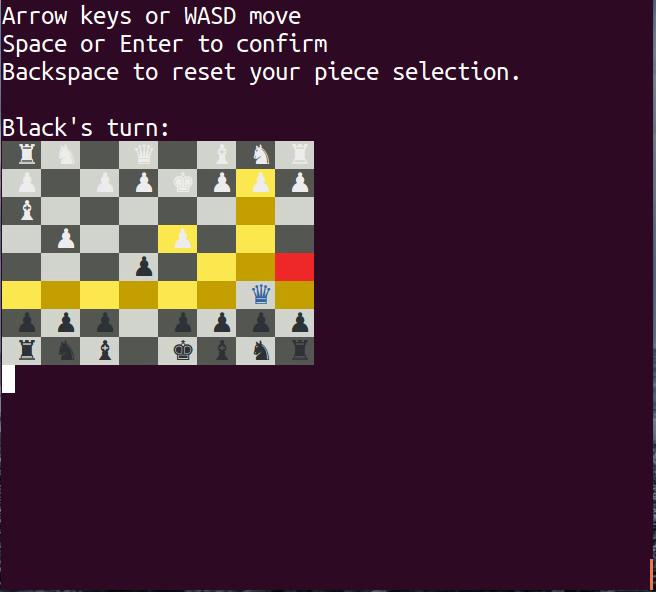 Arrow keys or WASD move
Space or Enter to confirm
Backspace to reset your piece selection.
Black's turn: